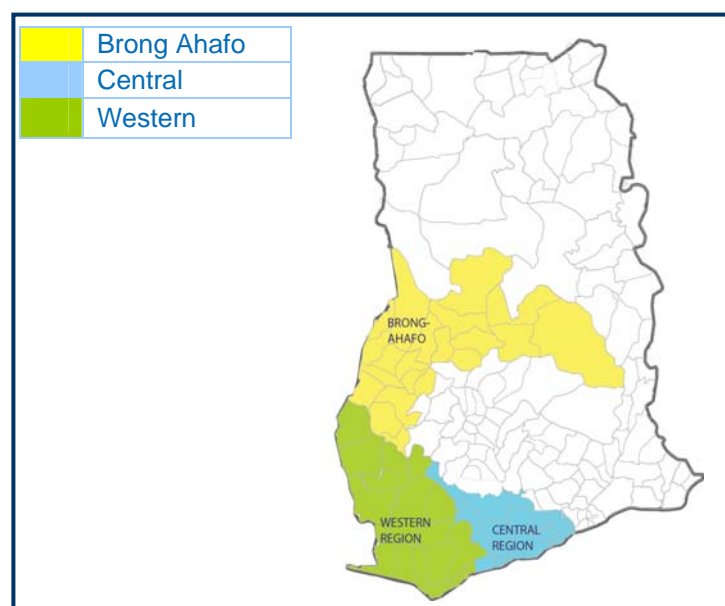 Brong Ahafo
Central
Western
BRONG-
AHAFO
WESTERN
REGION
CENTRAL
REGION